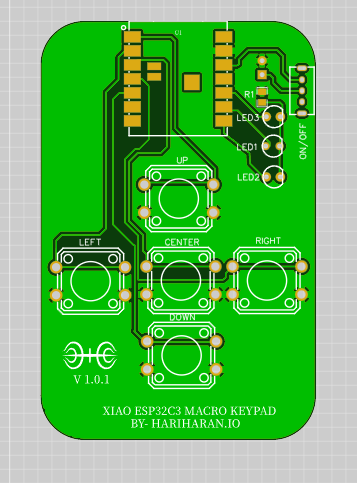 R1
LED3
LED1
ON/OFF
UP
LED2
LEFT
CENTER
RIGHT
DOWN
V 1.0.1
XIAO ESP32C3 MACRO KEYPAD
BY- HARIHARAN.IO